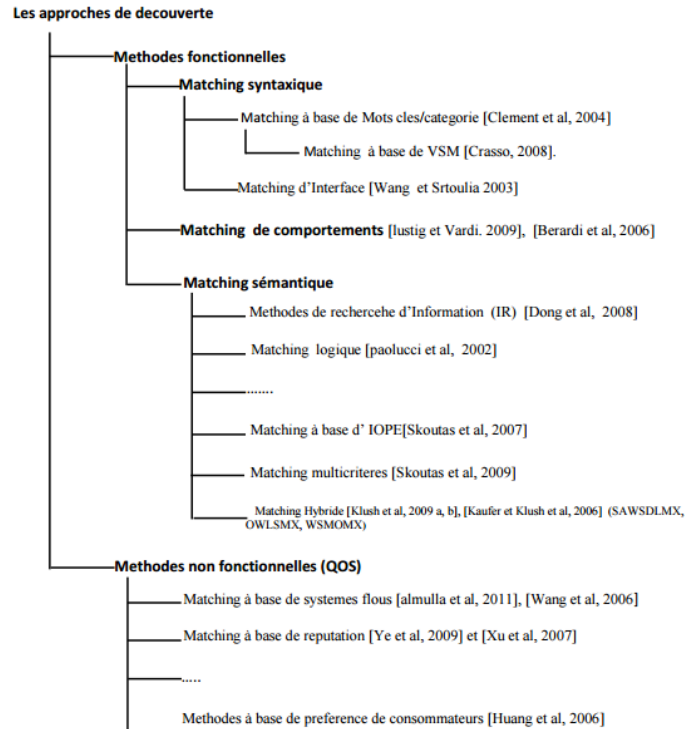 Les approches de decouverte
Methodes fonctionnelles
Matching syntaxique
Matching à base de Mots cles/categorie [Clement et al, 2004]
Matching à base de VSM [Crasso, 2008].
Matching d'Interface [Wang et Srtoulia 2003]
Matching de comportements [lustig et Vardi. 2009], [Berardi et al, 2006]
Matching sémantique
Methodes de recherecehe d'Information (IR) [Dong et al, 2008]
Matching logique [paolucci et al, 2002]
.......
Matching à base d' IOPE[Skoutas et al, 2007]
Matching multicriteres [Skoutas et al, 2009]
Matching Hybride [Klush et al, 2009 a, b], [Kaufer et Klush et al, 2006] (SAWSDLMX,
OWLSMX, WSMOMX)
Methodes non fonctionnelles (QOS)
Matching à base de systemes flous [almulla et al, 2011], [Wang et al, 2006]
Matching à base de reputation [Ye et al, 2009] et [Xu et al, 2007]
.....
Methodes à base de preference de consommateurs [Huang et al, 2006]